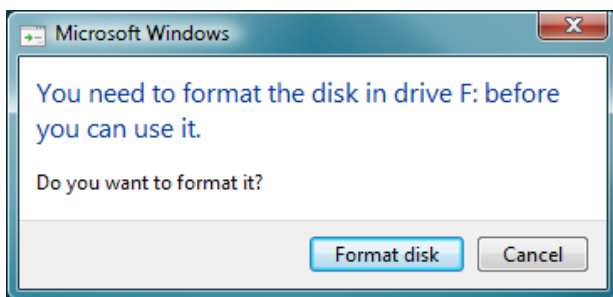 Microsoft Windows
You need to format the disk in drive F: before
you can use it.
Do you want to format it?
Format disk
Cancel